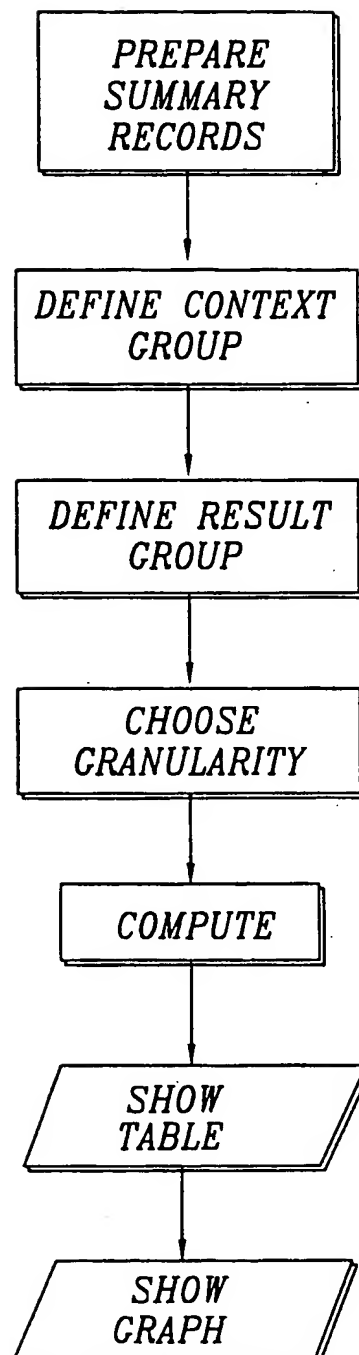 PREPARE
SUMMARY
RECORDS
DEFINE CONTEXT
GROUP
DEFINE RESULT
GROUP
CHOOSE
GRANULARITY
COMPUTE
SHOW
TABLE
SHOW
GRAPH